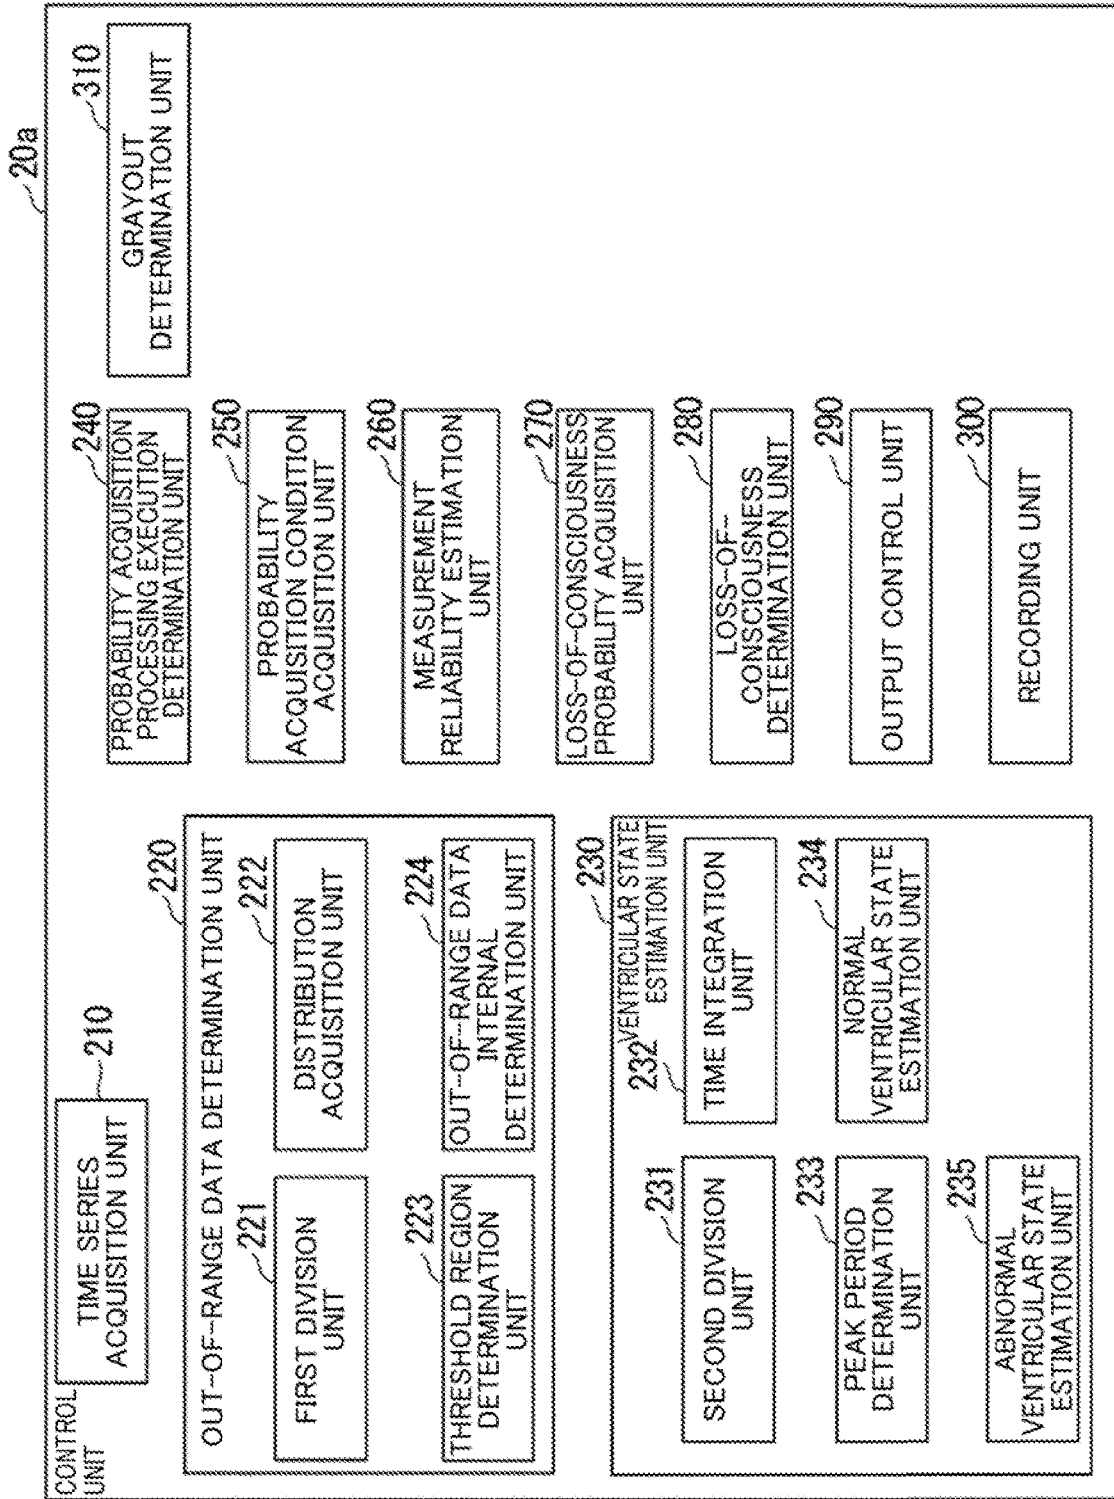 20a
CONTROL
UNIT
TIME SERIES
ACQUISITION UNIT
210
OUT-OF-RANGE DATA DETERMINATION UNIT
220
FIRST DIVISION
UNIT
221
DISTRIBUTION
ACQUISITION UNIT
222
THRESHOLD REGION
DETERMINATION
UNIT
223
OUT-OF-RANGE DATA
INTERNAL
DETERMINATION UNIT
224
VENTRICULAR STATE
ESTIMATION UNIT
230
SECOND DIVISION
UNIT
231
TIME INTEGRATION
UNIT
232
PEAK PERIOD
DETERMINATION
UNIT
233
NORMAL
VENTRICULAR STATE
ESTIMATION UNIT
234
ABNORMAL
VENTRICULAR STATE
ESTIMATION UNIT
235
PROBABILITY ACQUISITION
PROCESSING EXECUTION
DETERMINATION UNIT
240
PROBABILITY
ACQUISITION CONDITION
ACQUISITION UNIT
250
MEASUREMENT
RELIABILITY ESTIMATION
UNIT
260
LOSS-OF-CONSCIOUSNESS
PROBABILITY ACQUISITION
UNIT
270
LOSS-OF-
CONSCIOUSNESS
DETERMINATION UNIT
280
OUTPUT CONTROL UNIT
290
RECORDING UNIT
300
GRAYOUT
DETERMINATION UNIT
310